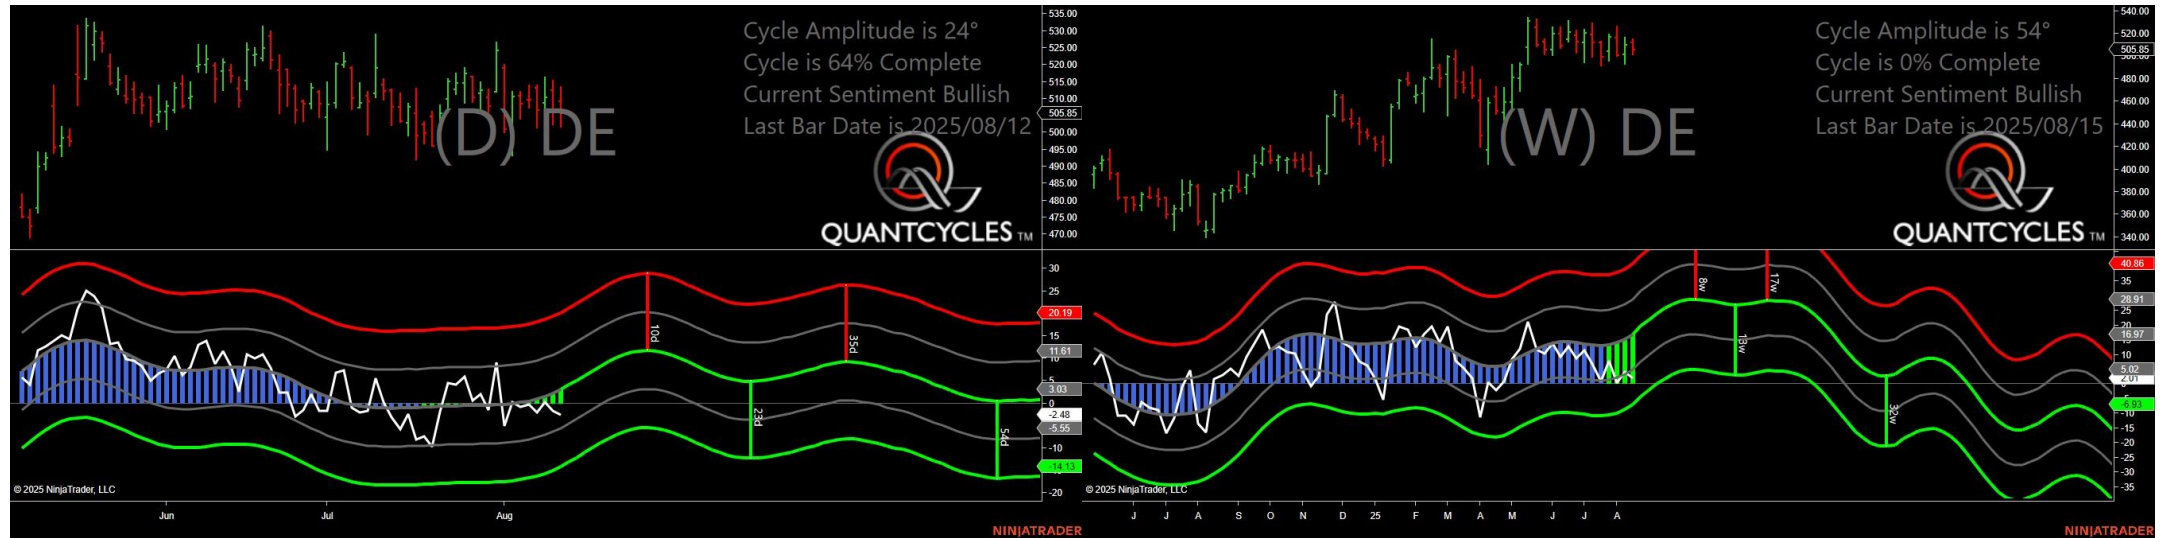 Cycle Amplitude is 24°
Cycle is 64% Complete
Current Sentiment Bullish
Last Bar Date is 2025/08/12
(D) DE
QUANTCYCLES TM
535.00
530.00
525.00
520.00
515.00
510.00
505.85
500.00
495.00
490.00
485.00
480.00
475.00
470.00
30
25
20.19
15
11.61
10
5
3.03
0
-2.48
-5.55
-10
-14.13
-20
10d
23d
35d
54d
© 2025 NinjaTrader, LLC
Jun
Jul
Aug
NINJATRADER
Cycle Amplitude is 54°
Cycle is 0% Complete
Current Sentiment Bullish
Last Bar Date is 2025/08/15
(W) DE
QUANTCYCLES TM
540.00
520.00
505.85
480.00
460.00
440.00
420.00
400.00
380.00
360.00
340.00
40.86
35
28.91
25
20
16.97
10
5.02
2.01
-6.93
-10
-15
-20
-25
-30
-35
8w
13w
17w
32w
© 2025 NinjaTrader, LLC
J
J
A
S
O
N
D
25
F
M
A
M
J
J
A
NINJATRADER